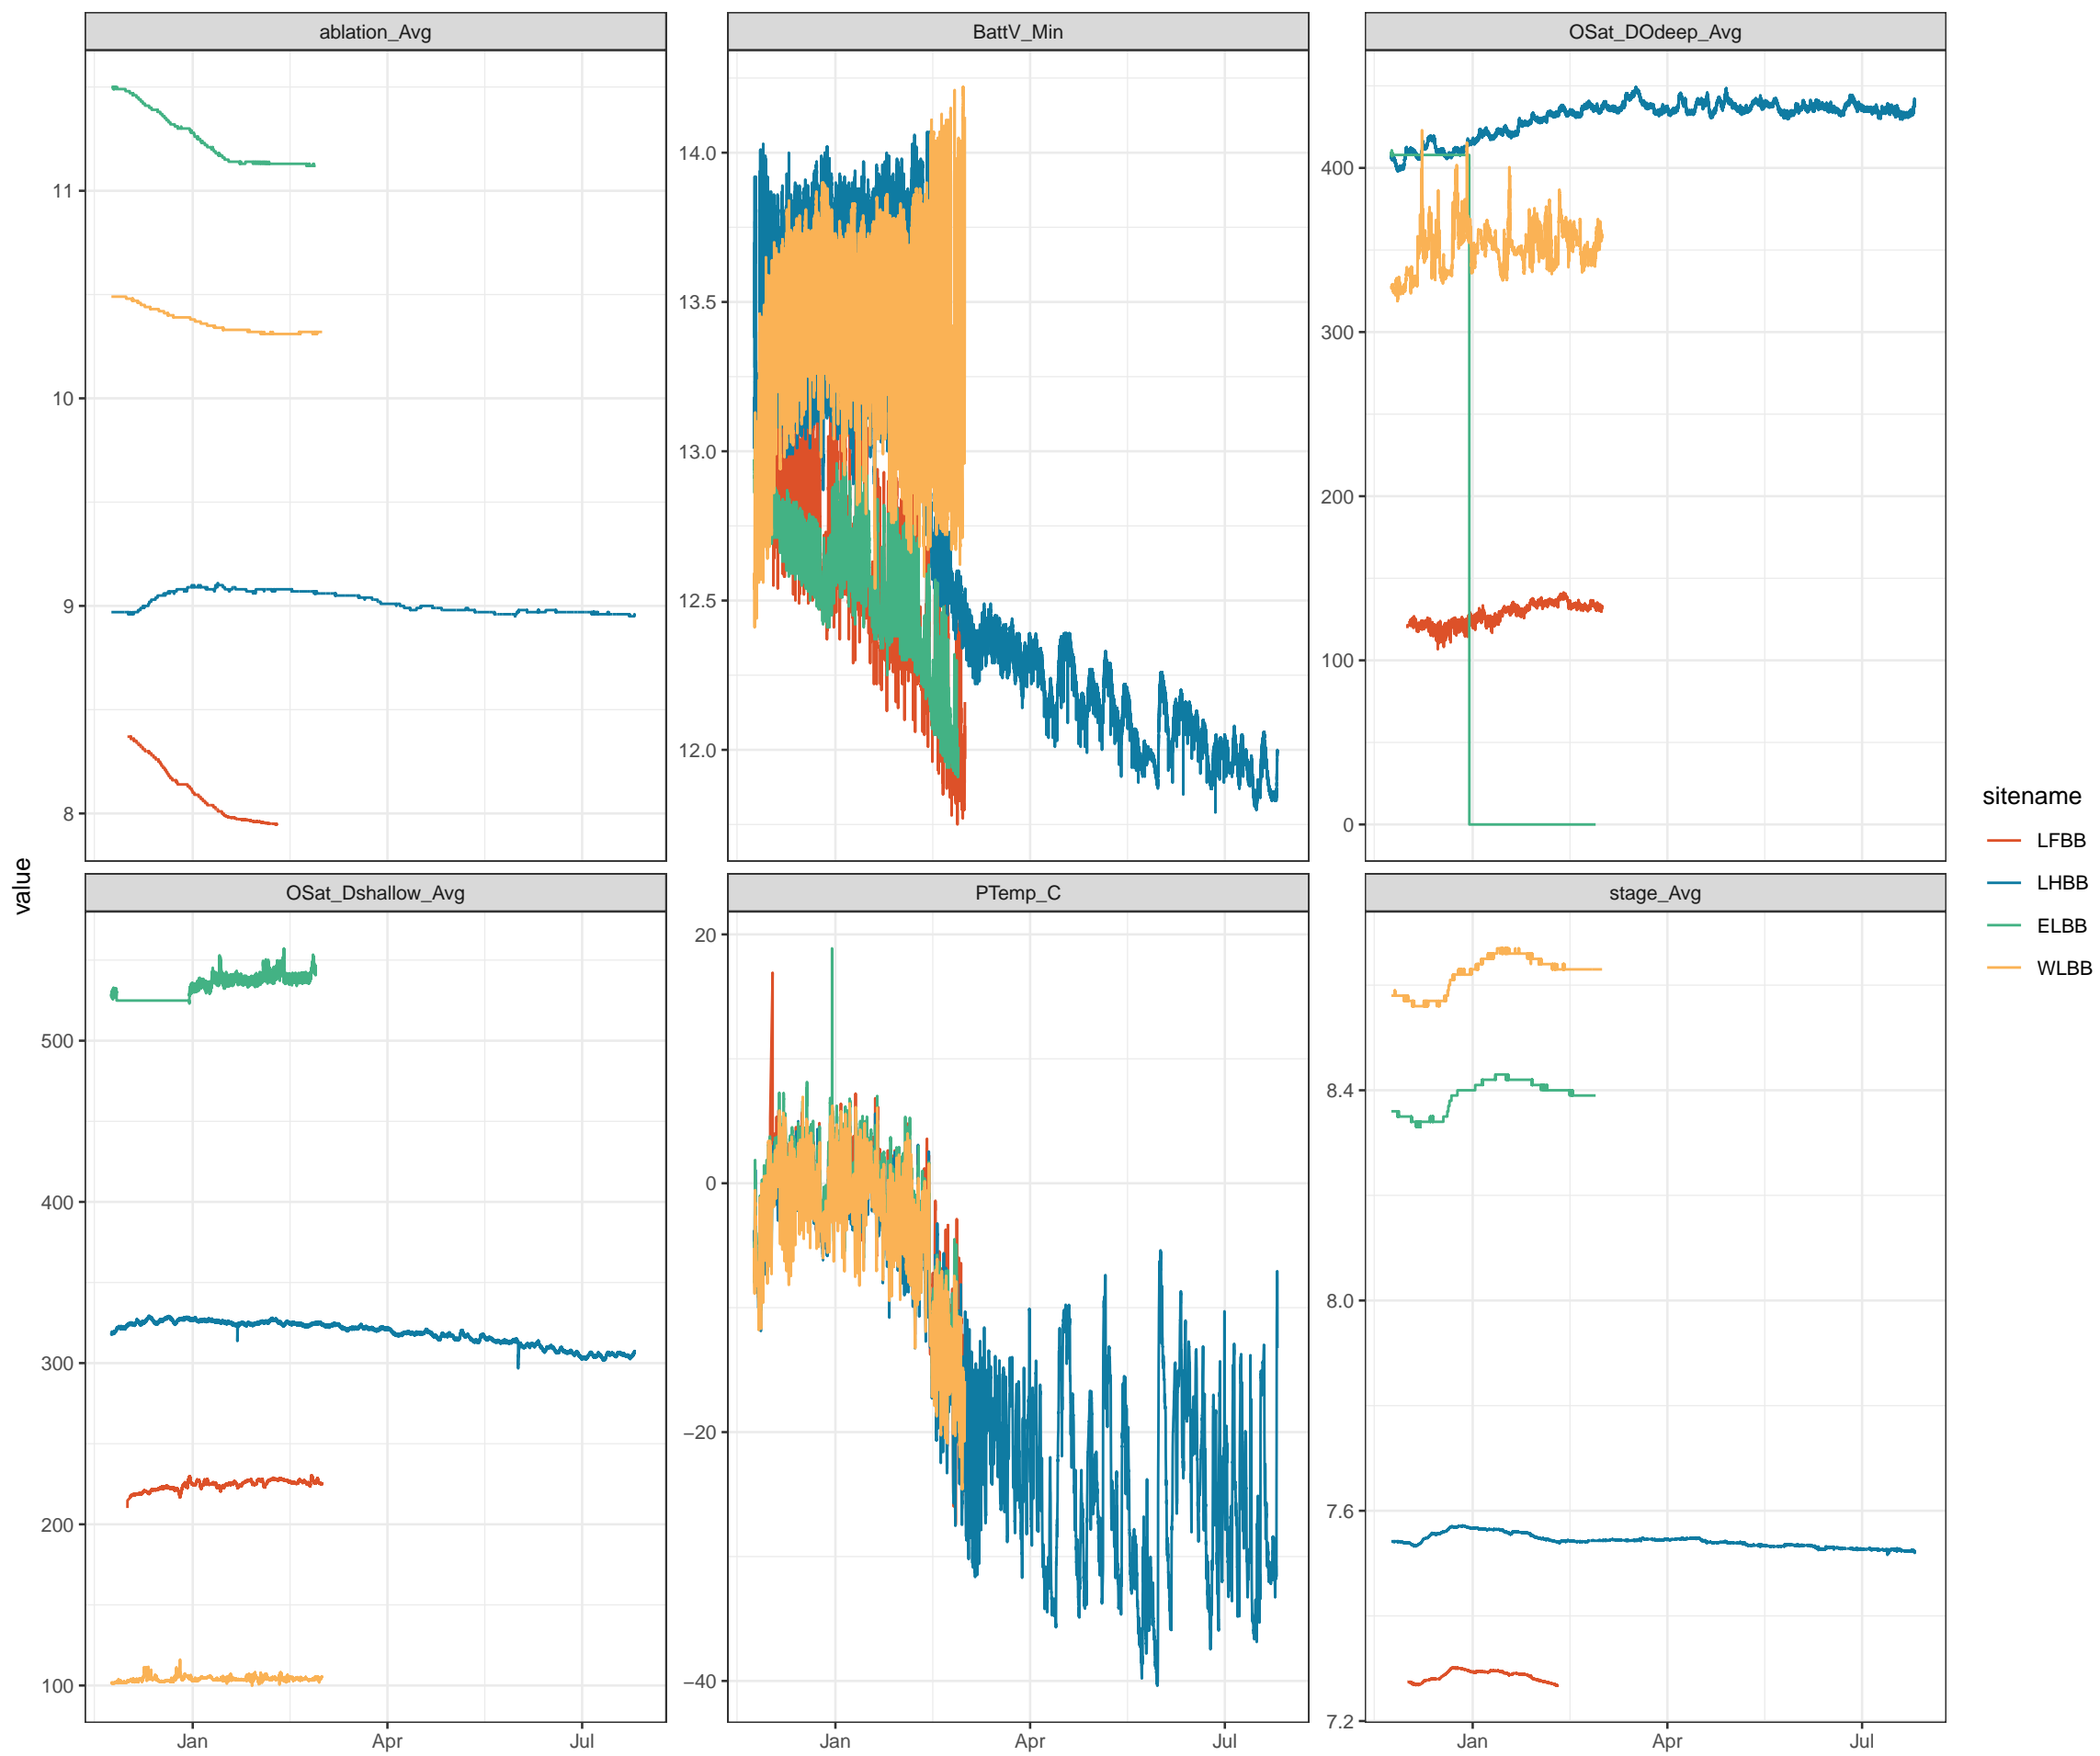 ablation_Avg
BattV_Min
OSat_DOdeep_Avg
11
10
9
8
14.0
13.5
13.0
12.5
12.0
400
300
200
100
0
value
OSat_Dshallow_Avg
PTemp_C
stage_Avg
500
400
300
200
100
20
0
−20
−40
8.4
8.0
7.6
7.2
Jan Apr Jul
Jan Apr Jul
Jan Apr Jul
sitename
LFBB
LHBB
ELBB
WLBB